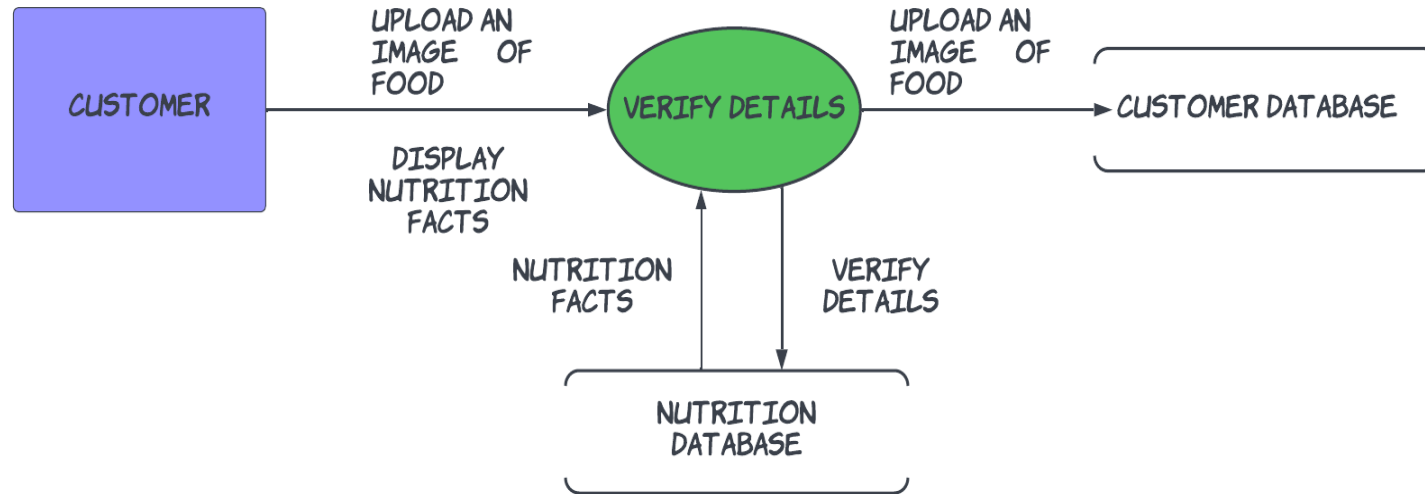 UPLOAD AN
IMAGE OF
FOOD
UPLOAD AN
IMAGE OF
FOOD
CUSTOMER
VERIFY DETAILS
CUSTOMER DATABASE
DISPLAY
NUTRITION
FACTS
NUTRITION
FACTS
VERIFY
DETAILS
NUTRITION
DATABASE